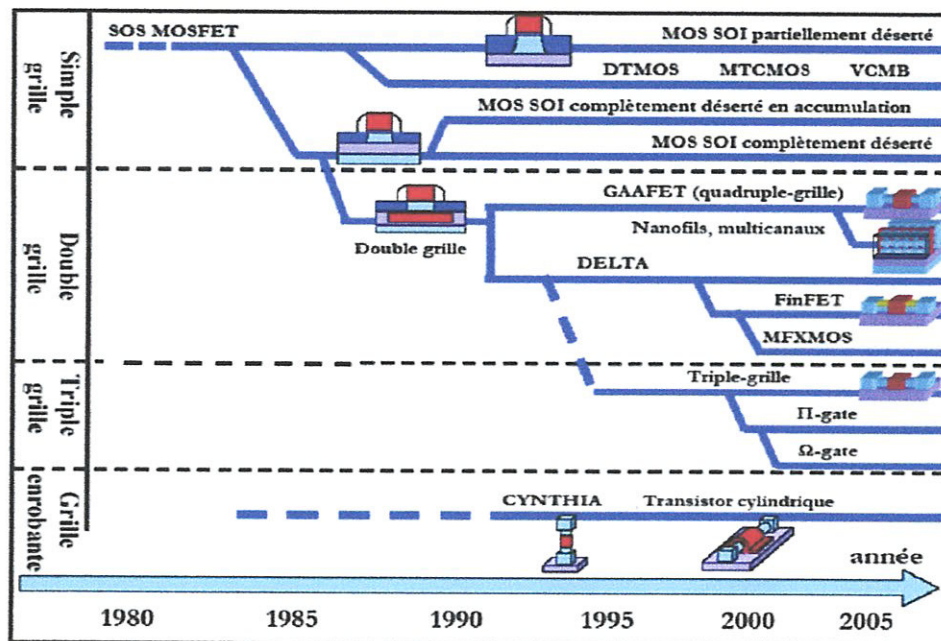 Simple
grille
SOS MOSFET
MOS SOI partiellement déserté
DTMOS MTCMOS VCMB
MOS SOI complètement déserté en accumulation
MOS SOI complètement déserté
Double
grille
Double grille
GAAFET (quadruple-grille)
Nanofils, multicanaux
DELTA
FinFET
MFXMOS
Triple
grille
Triple-grille
Π-gate
Ω-gate
Grille
enrobante
CYNTHIA Transistor cylindrique
année
1980 1985 1990 1995 2000 2005